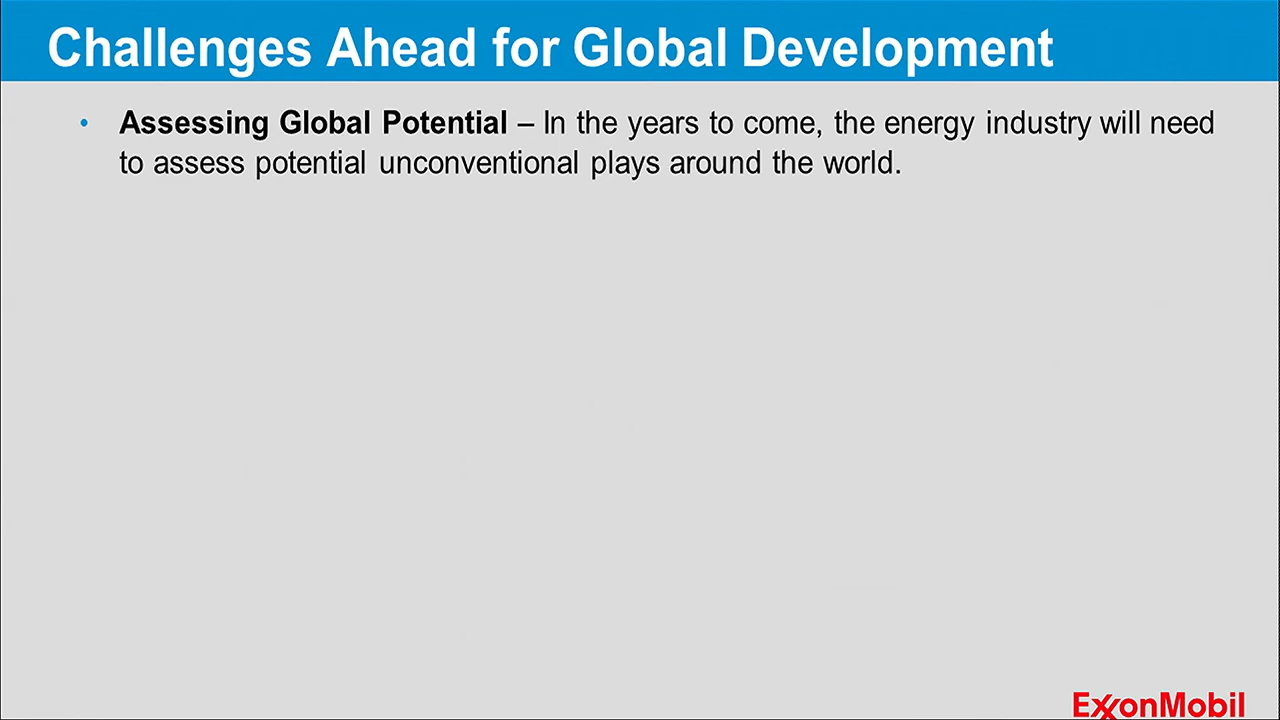 Challenges Ahead for Global Development
• Assessing Global Potential – In the years to come, the energy industry will need
to assess potential unconventional plays around the world.
ExxonMobil